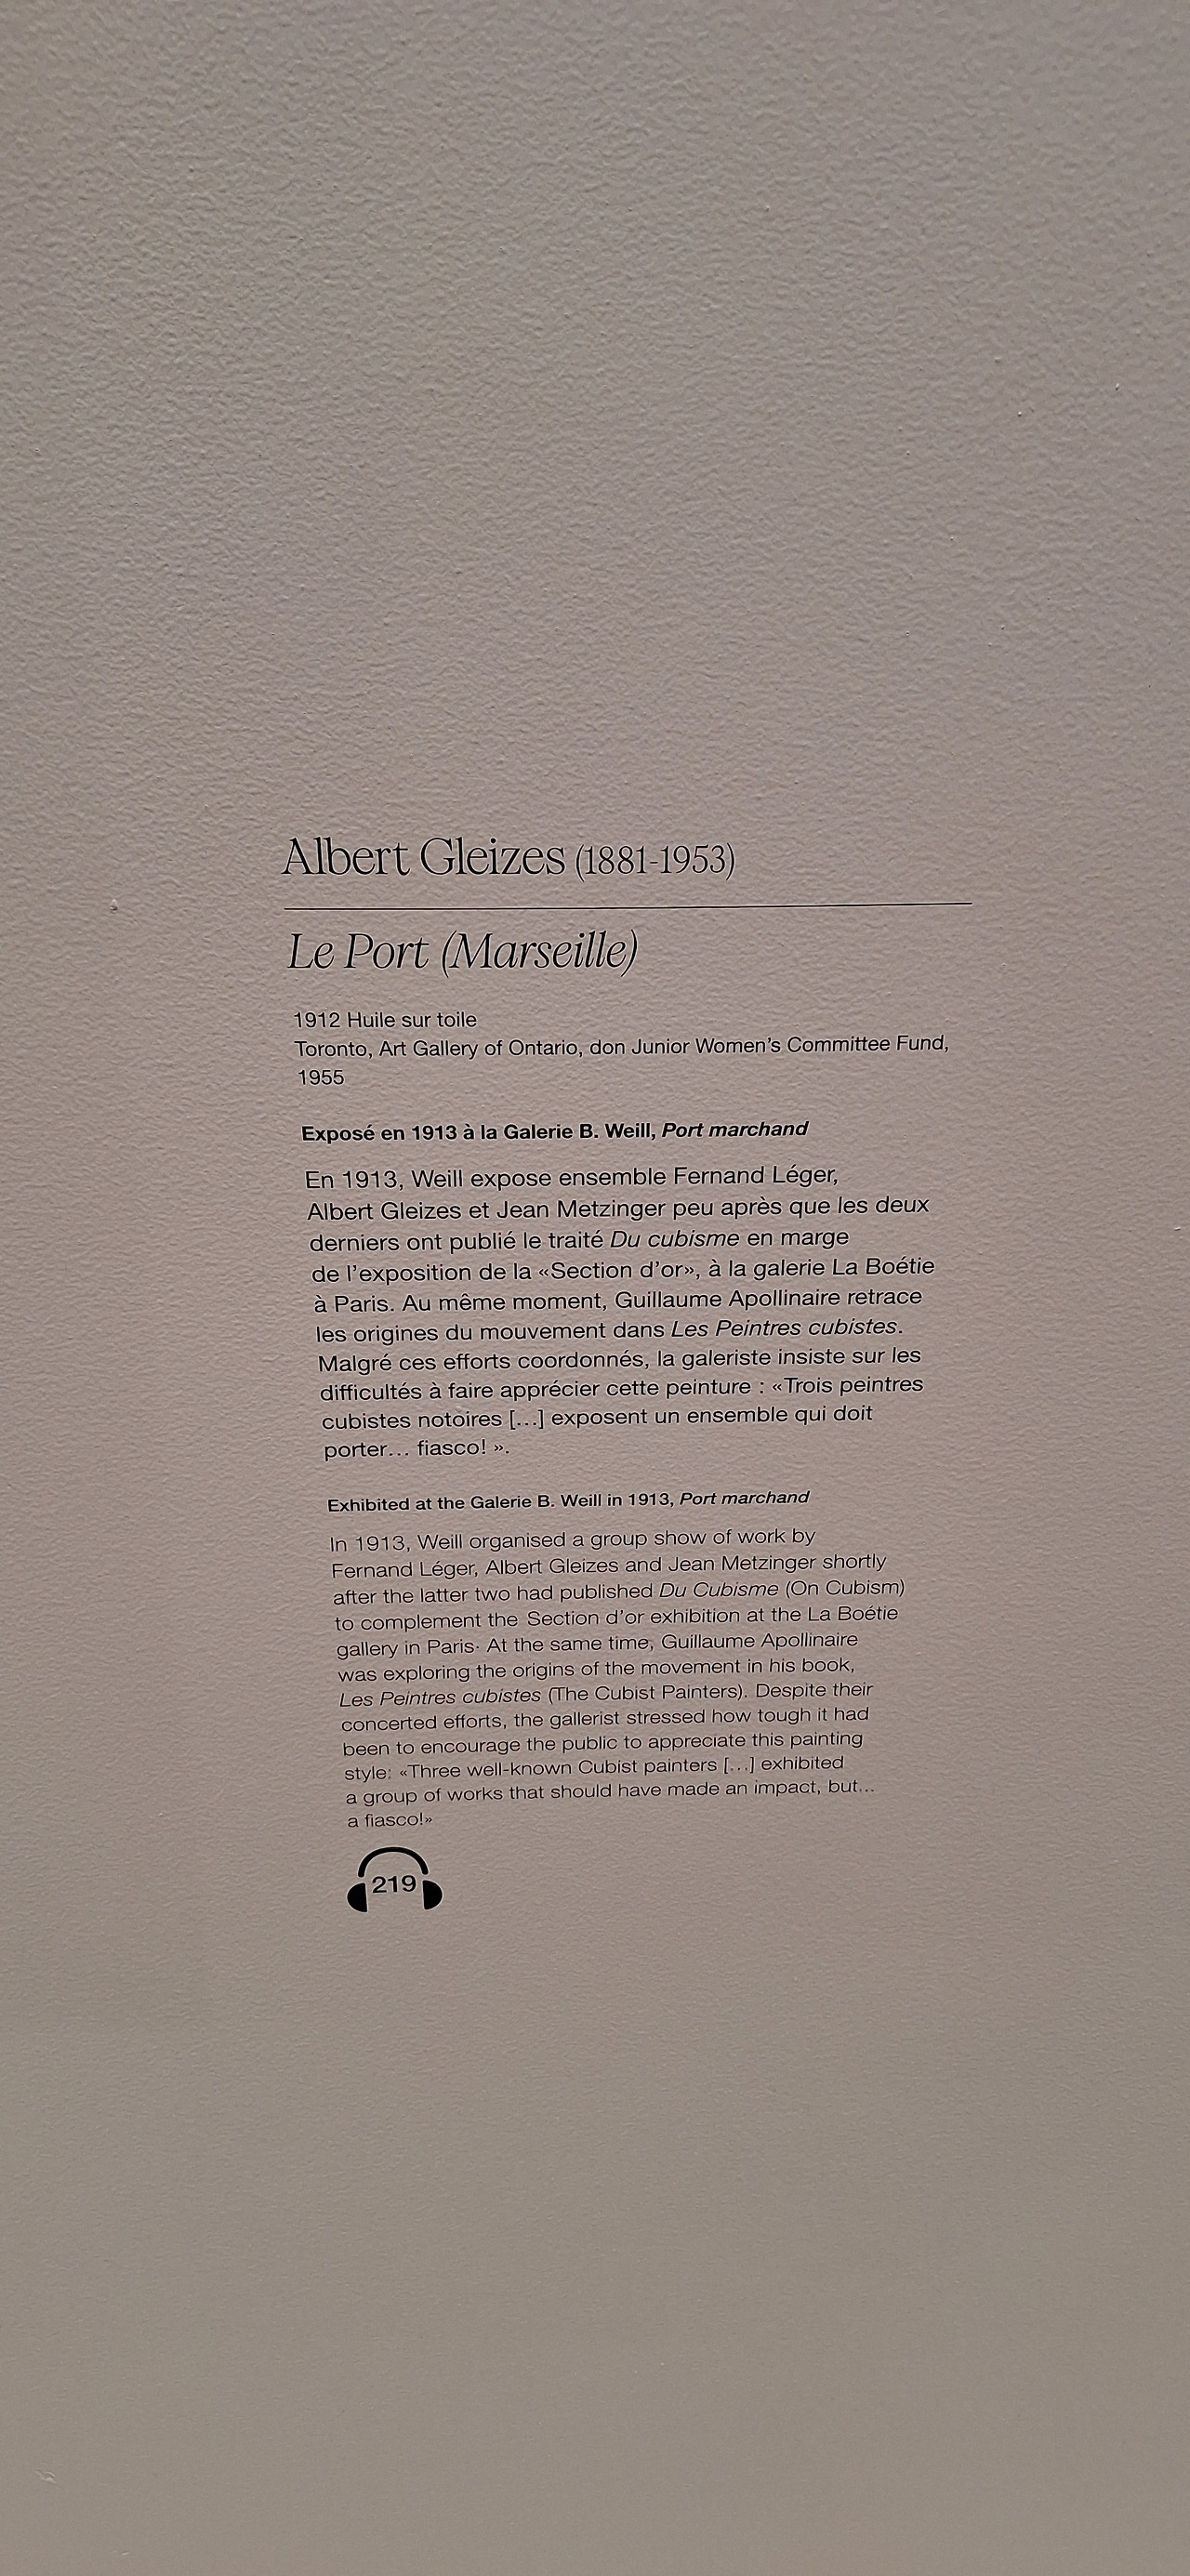 Albert Gleizes (1881-1953)
Le Port (Marseille)
1912 Huile sur toile
Toronto, Art Gallery of Ontario, don Junior Women’s Committee Fund,
1955
Exposé en 1913 à la Galerie B. Weill, Port marchand
En 1913, Weill expose ensemble Fernand Léger,
Albert Gleizes et Jean Metzinger peu après que les deux
derniers ont publié le traité Du cubisme en marge
de l’exposition de la «Section d’or», à la galerie La Boétie
à Paris. Au même moment, Guillaume Apollinaire retrace
les origines du mouvement dans Les Peintres cubistes.
Malgré ces efforts coordonnés, la galeriste insiste sur les
difficultés à faire apprécier cette peinture : «Trois peintres
cubistes notoires […] exposent un ensemble qui doit
porter… fiasco! ».
Exhibited at the Galerie B. Weill in 1913, Port marchand
In 1913, Weill organised a group show of work by
Fernand Léger, Albert Gleizes and Jean Metzinger shortly
after the latter two had published Du Cubisme (On Cubism)
to complement the Section d’or exhibition at the La Boétie
gallery in Paris· At the same time, Guillaume Apollinaire
was exploring the origins of the movement in his book,
Les Peintres cubistes (The Cubist Painters). Despite their
concerted efforts, the gallerist stressed how tough it had
been to encourage the public to appreciate this painting
style: «Three well-known Cubist painters […] exhibited
a group of works that should have made an impact, but…
a fiasco!»
219